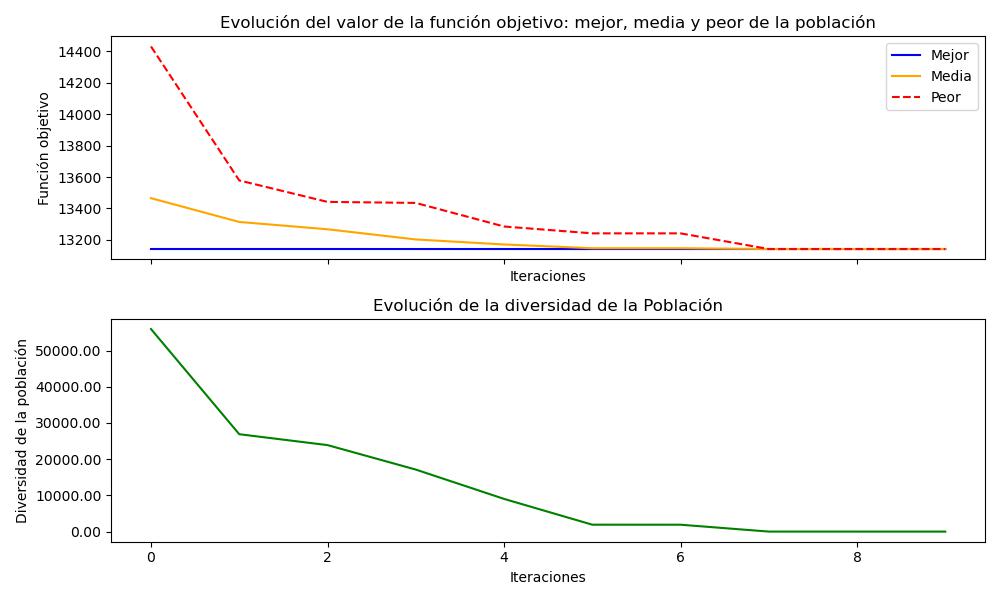 Evolución del valor de la función objetivo: mejor, media y peor de la población
14400
14200
14000
13800
13600
13400
13200
Función objetivo
Mejor
Media
Peor
Iteraciones
Evolución de la diversidad de la Población
50000.00
40000.00
30000.00
20000.00
10000.00
0.00
Diversidad de la población
0 2 4 6 8
Iteraciones